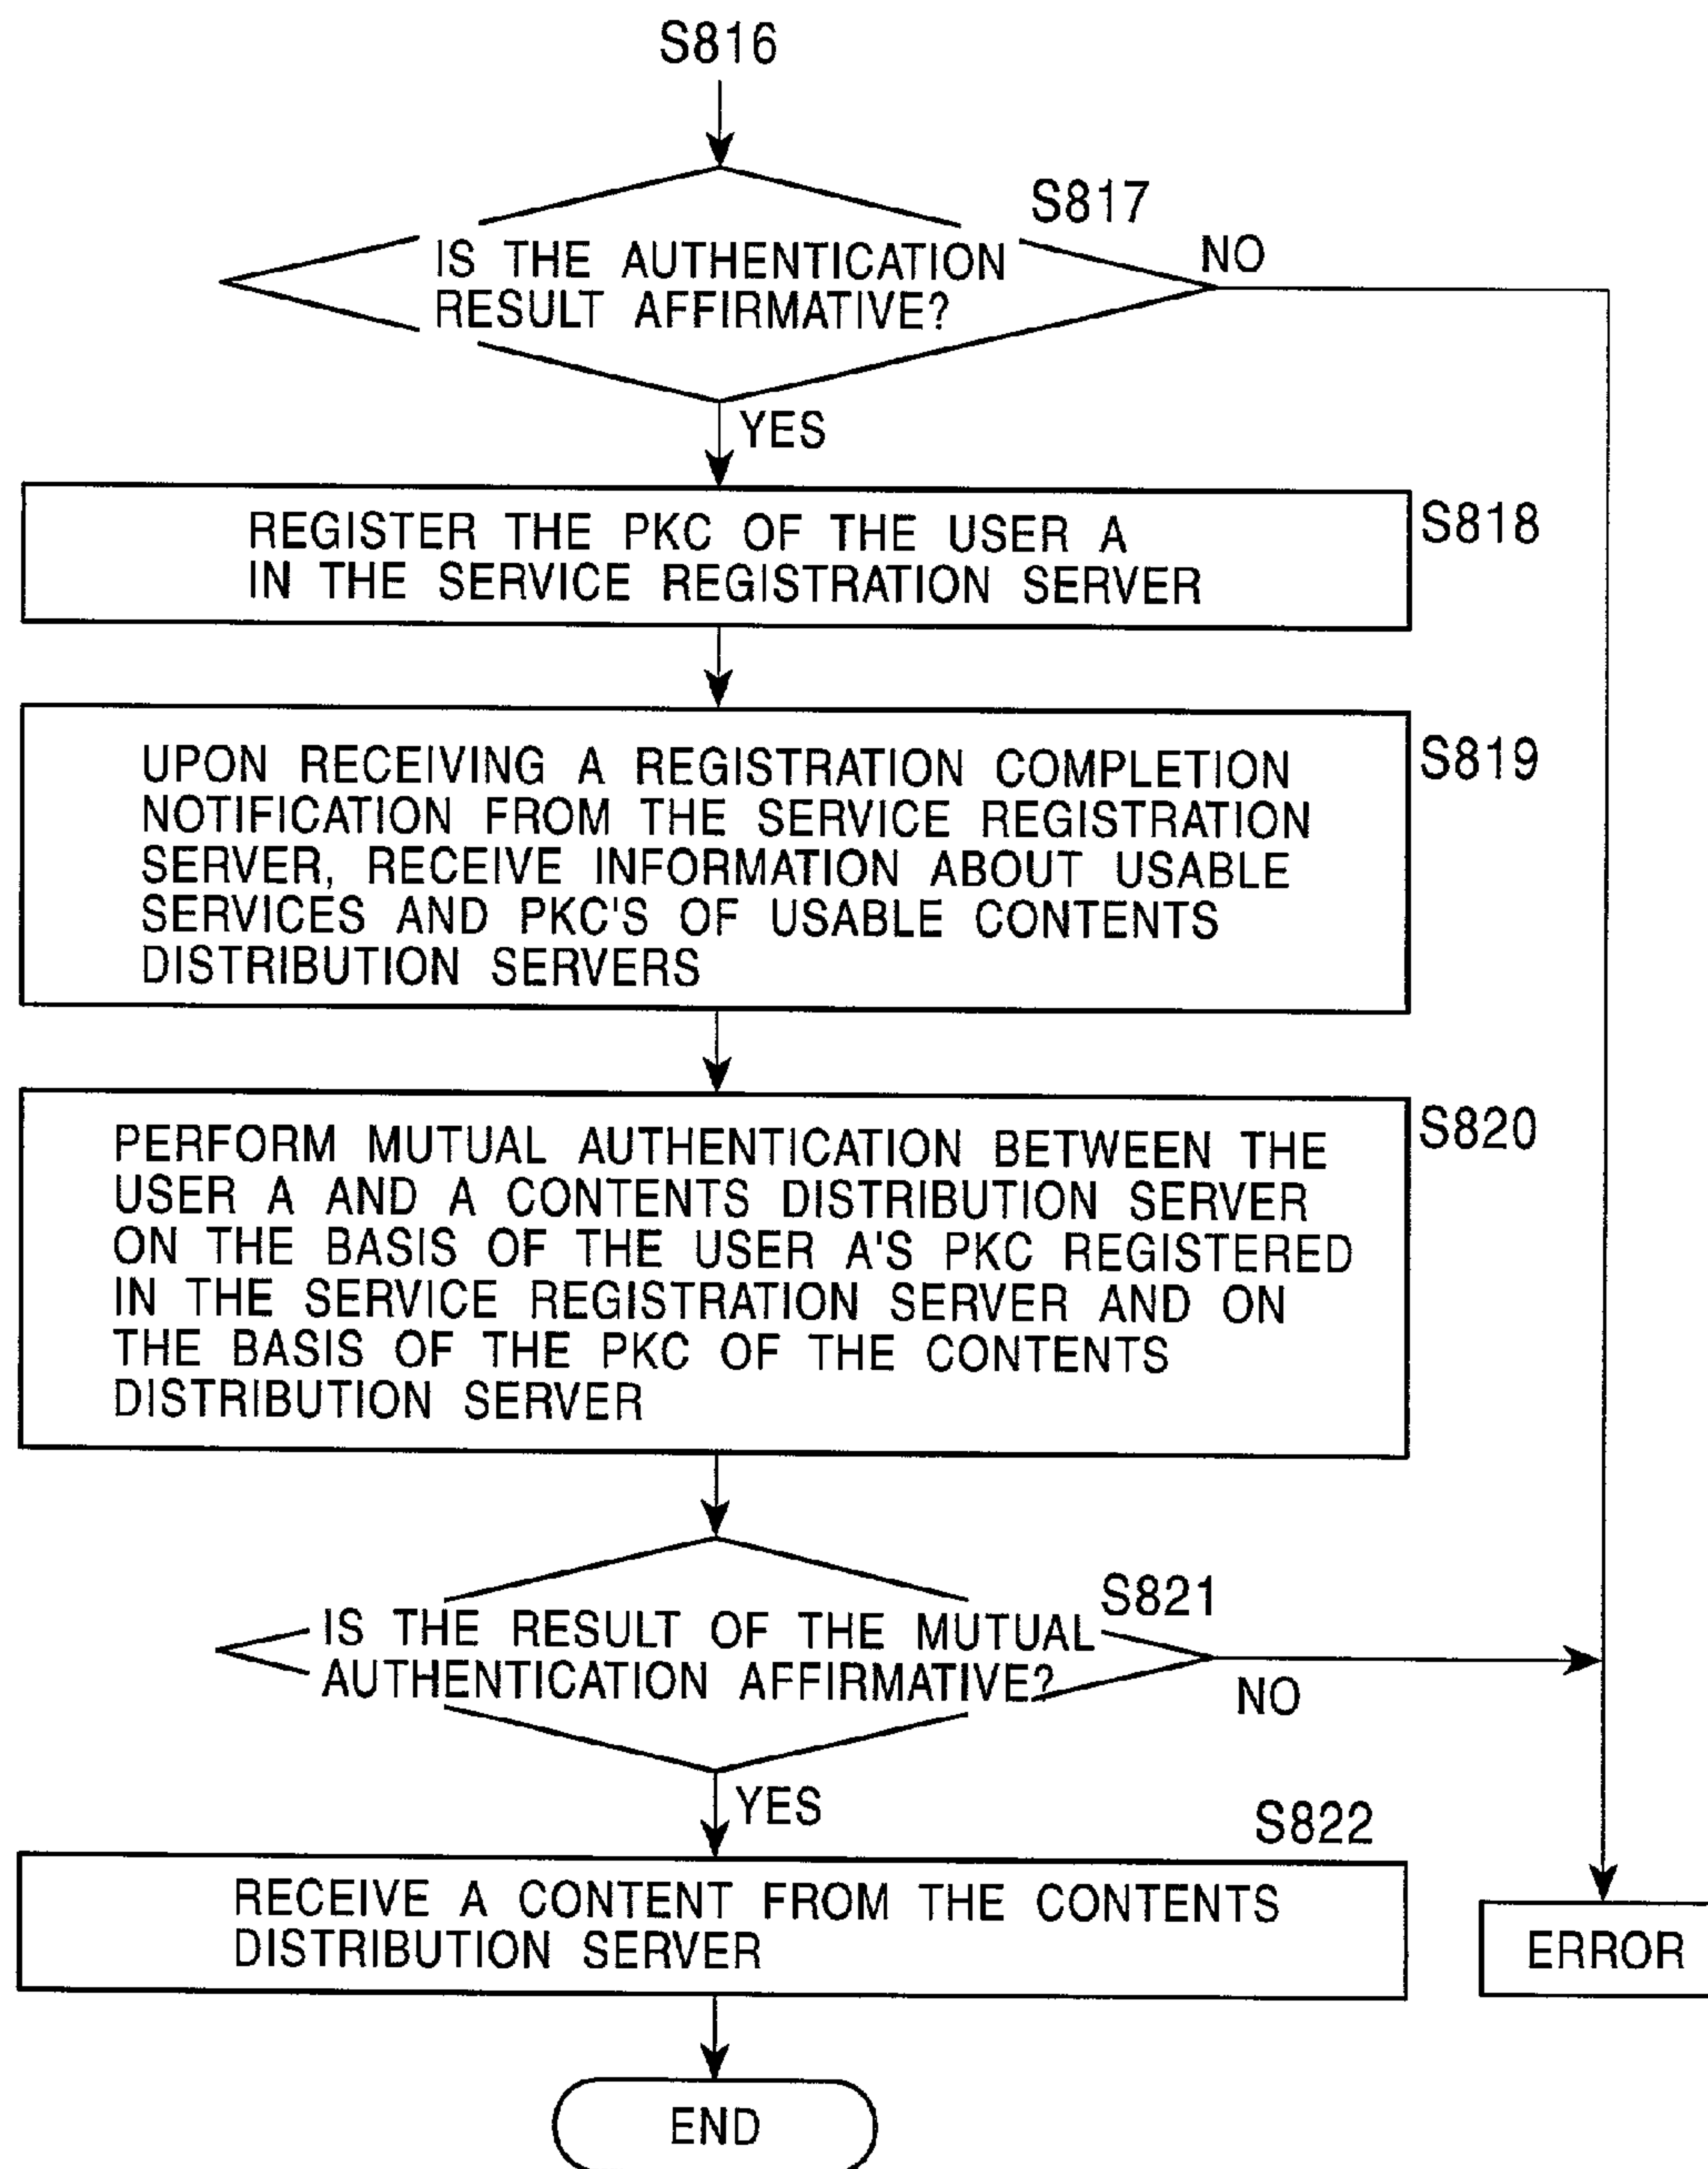 S816
S817
IS THE AUTHENTICATION
RESULT AFFIRMATIVE?
NO
YES
S818
REGISTER THE PKC OF THE USER A
IN THE SERVICE REGISTRATION SERVER
S819
UPON RECEIVING A REGISTRATION COMPLETION
NOTIFICATION FROM THE SERVICE REGISTRATION
SERVER, RECEIVE INFORMATION ABOUT USABLE
SERVICES AND PKC'S OF USABLE CONTENTS
DISTRIBUTION SERVERS
S820
PERFORM MUTUAL AUTHENTICATION BETWEEN THE
USER A AND A CONTENTS DISTRIBUTION SERVER
ON THE BASIS OF THE USER A'S PKC REGISTERED
IN THE SERVICE REGISTRATION SERVER AND ON
THE BASIS OF THE PKC OF THE CONTENTS
DISTRIBUTION SERVER
S821
IS THE RESULT OF THE MUTUAL
AUTHENTICATION AFFIRMATIVE?
NO
YES
S822
RECEIVE A CONTENT FROM THE CONTENTS
DISTRIBUTION SERVER
ERROR
END